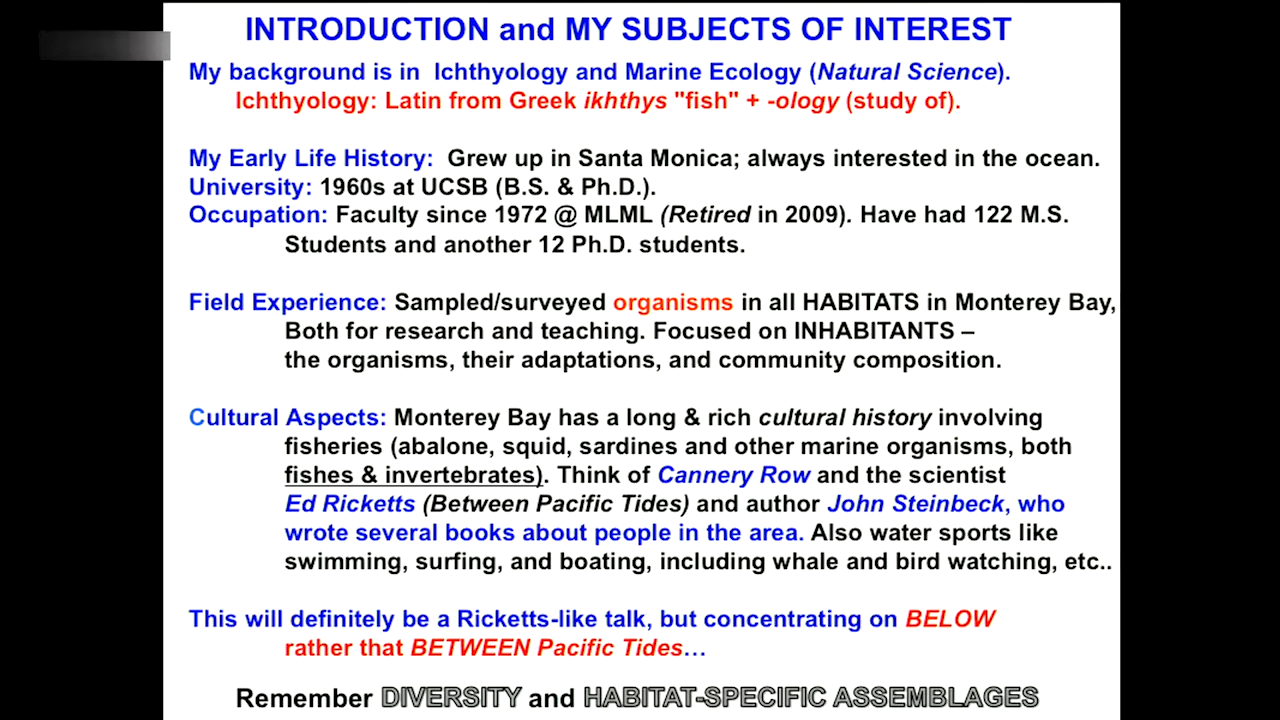 INTRODUCTION and MY SUBJECTS OF INTEREST
My background is in Ichthyology and Marine Ecology (Natural Science).
Ichthyology: Latin from Greek ikhthys "fish" + -ology (study of).
My Early Life History: Grew up in Santa Monica; always interested in the ocean.
University: 1960s at UCSB (B.S. & Ph.D.).
Occupation: Faculty since 1972 @ MLML (Retired in 2009). Have had 122 M.S.
Students and another 12 Ph.D. students.
Field Experience: Sampled/surveyed organisms in all HABITATS in Monterey Bay,
Both for research and teaching. Focused on INHABITANTS –
the organisms, their adaptations, and community composition.
Cultural Aspects: Monterey Bay has a long & rich cultural history involving
fisheries (abalone, squid, sardines and other marine organisms, both
fishes & invertebrates). Think of Cannery Row and the scientist
Ed Ricketts (Between Pacific Tides) and author John Steinbeck, who
wrote several books about people in the area. Also water sports like
swimming, surfing, and boating, including whale and bird watching, etc..
This will definitely be a Ricketts-like talk, but concentrating on BELOW
rather that BETWEEN Pacific Tides…
Remember DIVERSITY and HABITAT-SPECIFIC ASSEMBLAGES